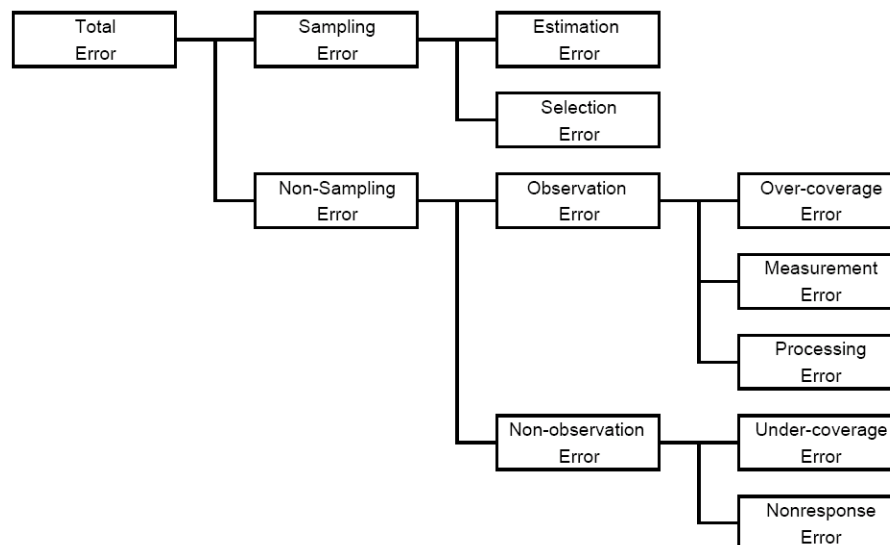 Total
Error
Sampling
Error
Estimation
Error
Selection
Error
Non-Sampling
Error
Observation
Error
Over-coverage
Error
Measurement
Error
Processing
Error
Non-observation
Error
Under-coverage
Error
Nonresponse
Error